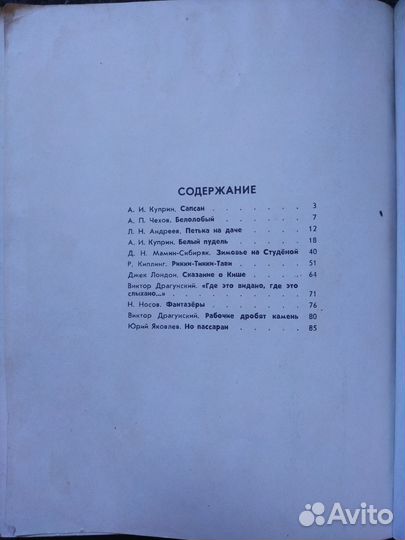 СОДЕРЖАНИЕ
А. И. Куприн. Сапсан . . . . . . . 3
А. П. Чехов. Белолобый . . . . . . 7
Л. Н. Андреев. Петька на даче . . . . 12
А. И. Куприн. Белый пудель . . . . . 18
Д. Н. Мамин-Сибиряк. Зимовье на Студёной 40
Р. Киплинг. Рикки-Тикки-Тави . . . . 51
Джек Лондон. Сказание о Кише . . . . 64
Виктор Драгунский. «Где это видано, где это
слыхано...» . . . . . . . . . 71
Н. Носов. Фантазёры . . . . . . . 76
Виктор Драгунский. Рабочие дробят камень 80
Юрий Яковлев. Но пассаран . . . . . 85
Avito